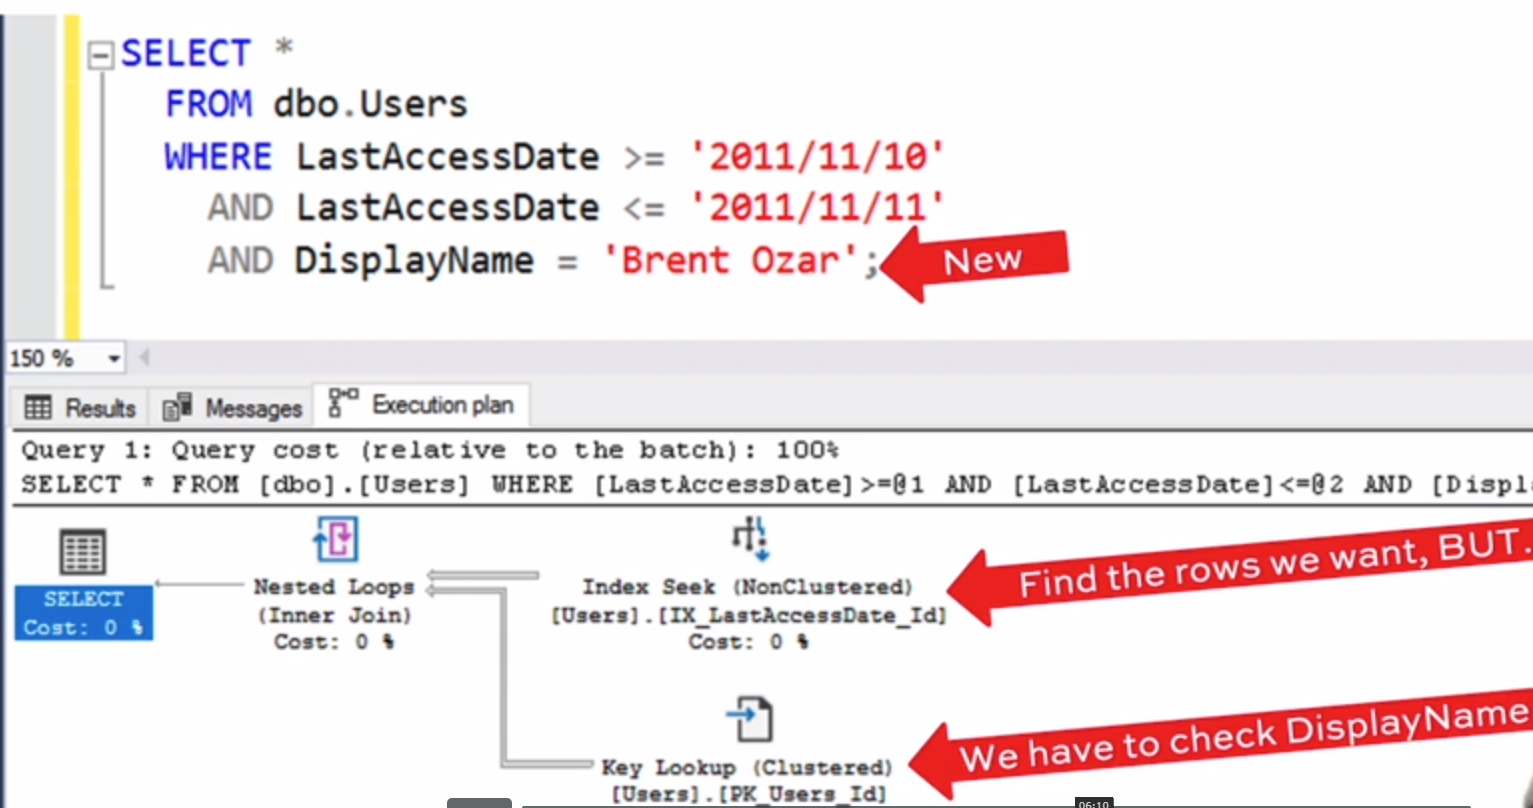 SELECT *
FROM dbo.Users
WHERE LastAccessDate >= '2011/11/10'
AND LastAccessDate <= '2011/11/11'
AND DisplayName = 'Brent Ozar';
New
150 %
Results Messages Execution plan
Query 1: Query cost (relative to the batch): 100%
SELECT * FROM [dbo].[Users] WHERE [LastAccessDate]>=@1 AND [LastAccessDate]<=@2 AND [Displ
SELECT
Cost: 0 %
Nested Loops
(Inner Join)
Cost: 0 %
Index Seek (NonClustered)
[Users].[IX_LastAccessDate_Id]
Cost: 0 %
Find the rows we want, BUT.
Key Lookup (Clustered)
[Users].[PK_Users_Id]
We have to check DisplayName
06:10